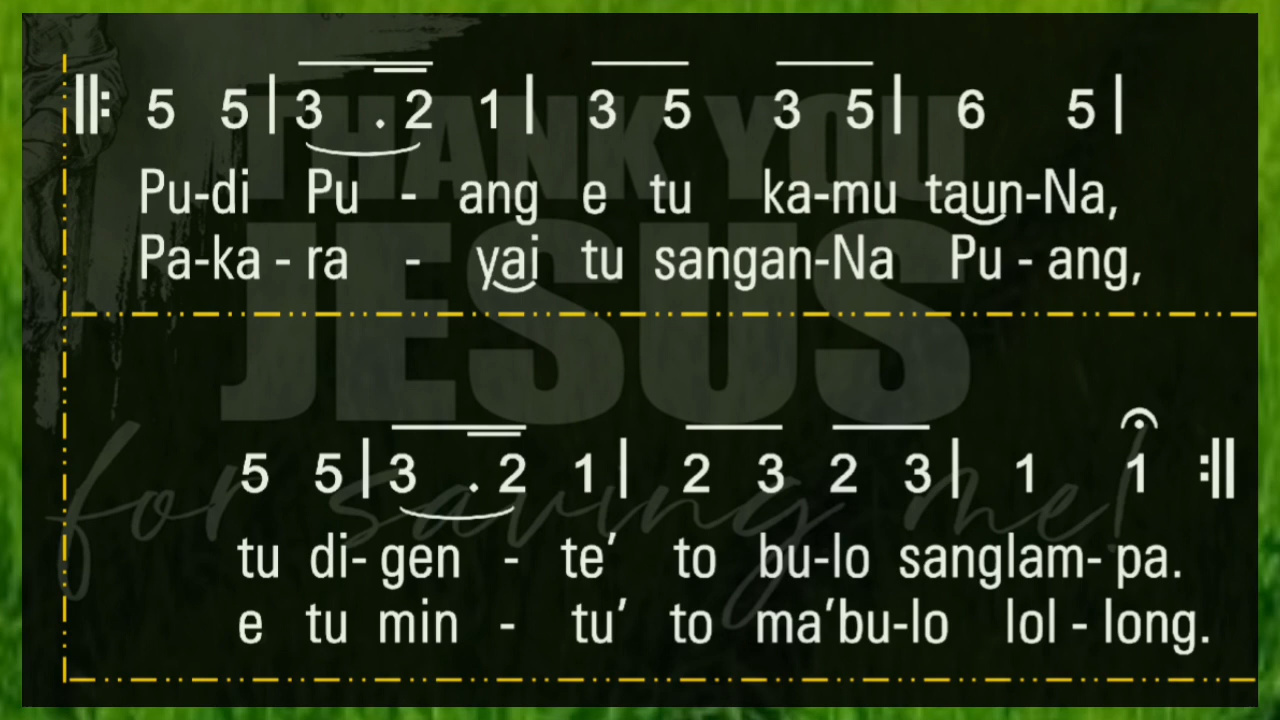 5 5 | 3 . 2 1 | 3 5 3 5 | 6 5 |
Pu-di Pu - ang e tu ka-mu taun-Na,
Pa-ka - ra - yai tu sangan-Na Pu - ang,
5 5 | 3 . 2 1 | 2 3 2 3 | 1 1
tu di- gen - te’ to bu-lo sanglam- pa.
e tu min - tu’ to ma’bu-lo lol - long.
THANK YOU
JESUS
for saving me!